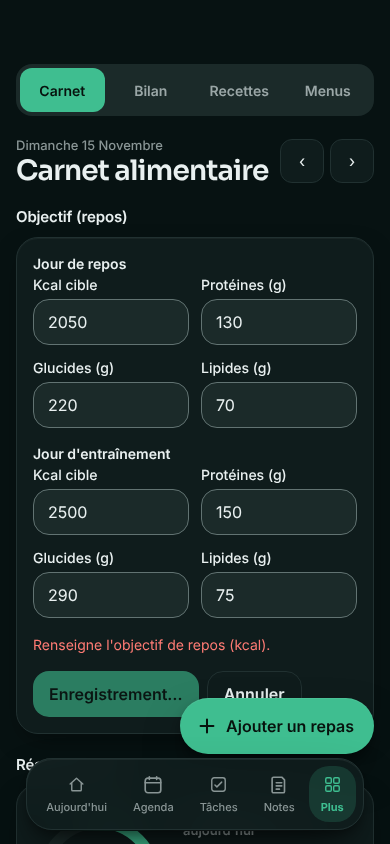 Carnet Bilan Recettes Menus
Dimanche 15 Novembre
Carnet alimentaire ‹ ›
Objectif (repos)
Jour de repos
Kcal cible Protéines (g)
2050 130
Glucides (g) Lipides (g)
220 70
Jour d'entraînement
Kcal cible Protéines (g)
2500 150
Glucides (g) Lipides (g)
290 75
Renseigne l'objectif de repos (kcal).
Enregistrement... Annuler
+ Ajouter un repas
Aujourd'hui Agenda Tâches Notes Plus
aujourd'hui